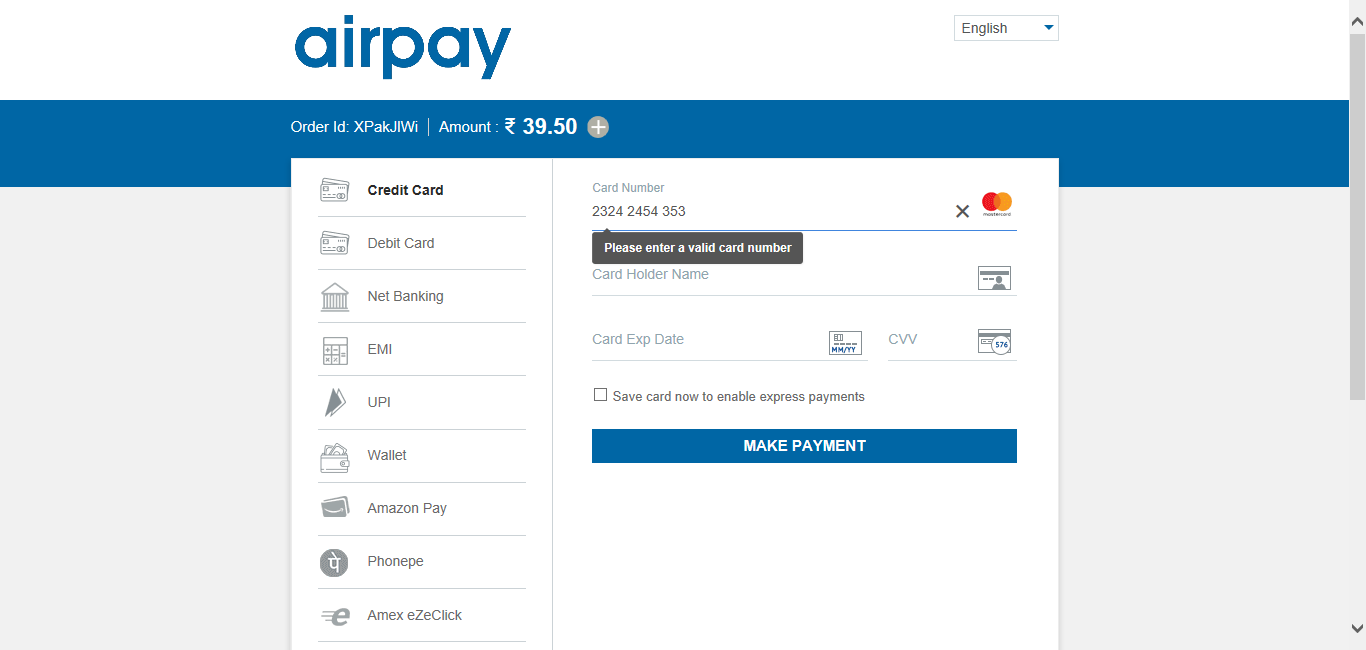 airpay
English
Order Id: XPakJlWi | Amount : ₹ 39.50
Credit Card
Debit Card
Net Banking
EMI
UPI
Wallet
Amazon Pay
Phonepe
Amex eZeClick
Card Number
2324 2454 353
mastercard
Please enter a valid card number
Card Holder Name
Card Exp Date
MM/YY
CVV
576
Save card now to enable express payments
MAKE PAYMENT